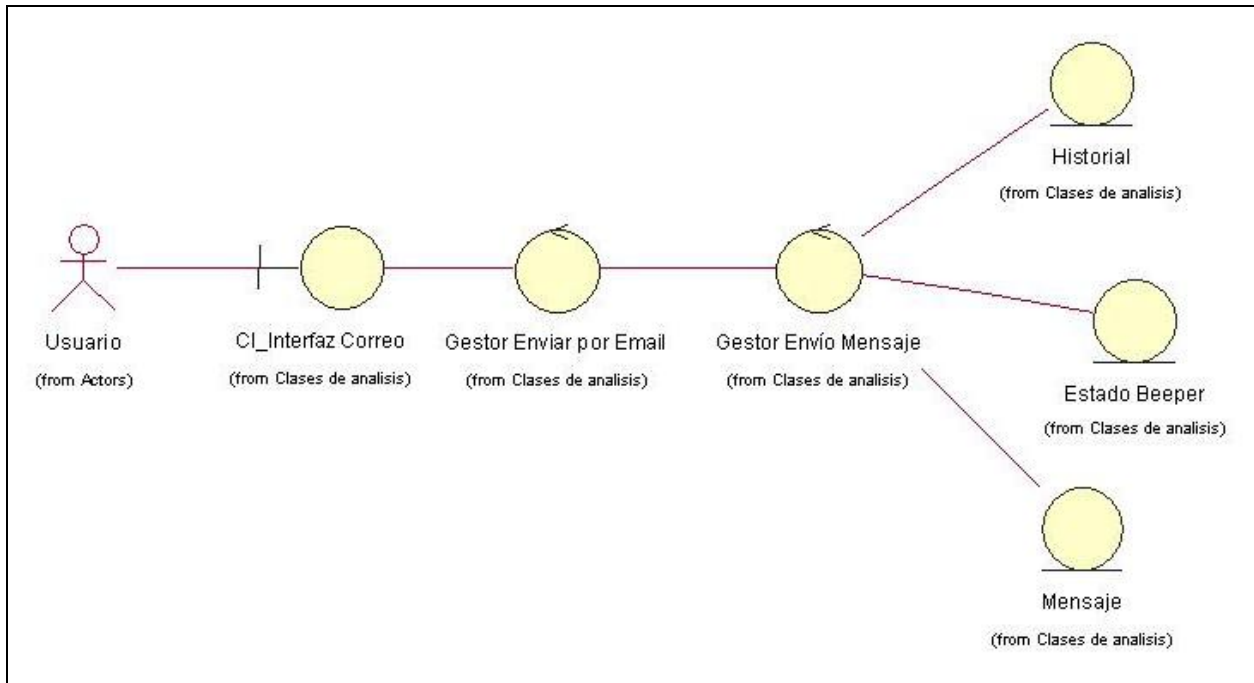 Historial
(from Clases de analisis)
Usuario
(from Actors)
CI_Interfaz Correo
(from Clases de analisis)
Gestor Enviar por Email
(from Clases de analisis)
Gestor Envío Mensaje
(from Clases de analisis)
Estado Beeper
(from Clases de analisis)
Mensaje
(from Clases de analisis)